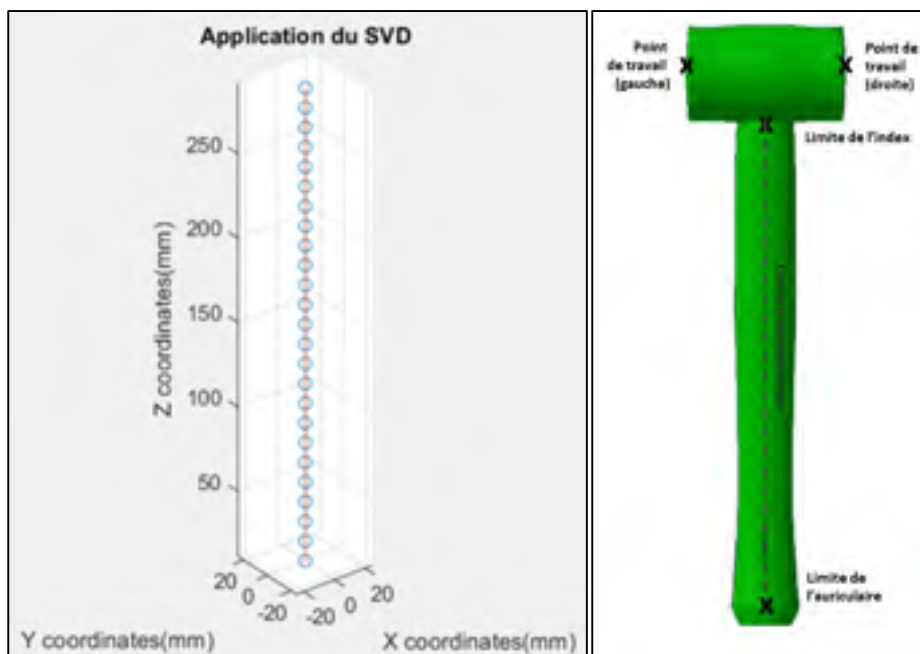 Application du SVD
250
200
150
100
50
Z coordinates(mm)
20
0
-20
-20
0
20
Y coordinates(mm)
X coordinates(mm)
Point
de travail
(gauche)
X
Point de
travail
(droite)
X
X
Limite de l'index
Limite de
l'auriculaire
X